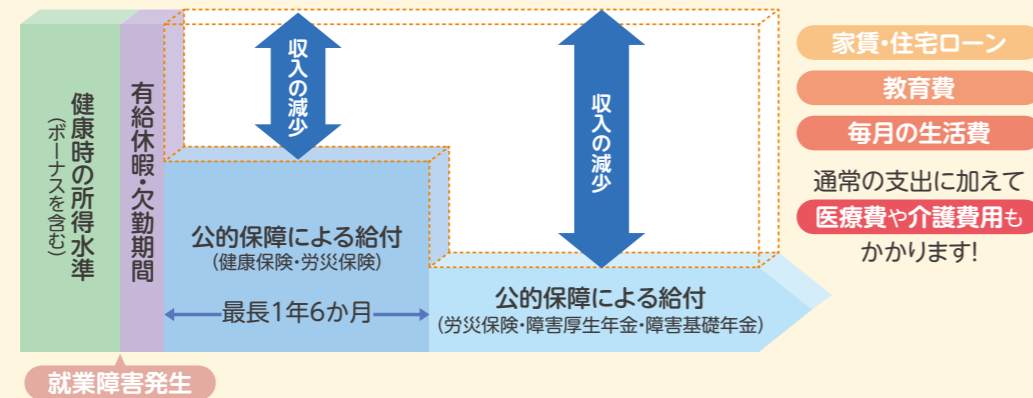 健康時の所得水準
(ボーナスを含む)
有給休暇・欠勤期間
収入の減少
収入の減少
公的保障による給付
(健康保険・労災保険)
最長1年6か月
公的保障による給付
(労災保険・障害厚生年金・障害基礎年金)
就業障害発生
家賃・住宅ローン
教育費
毎月の生活費
通常の支出に加えて
医療費や介護費用も
かかります!